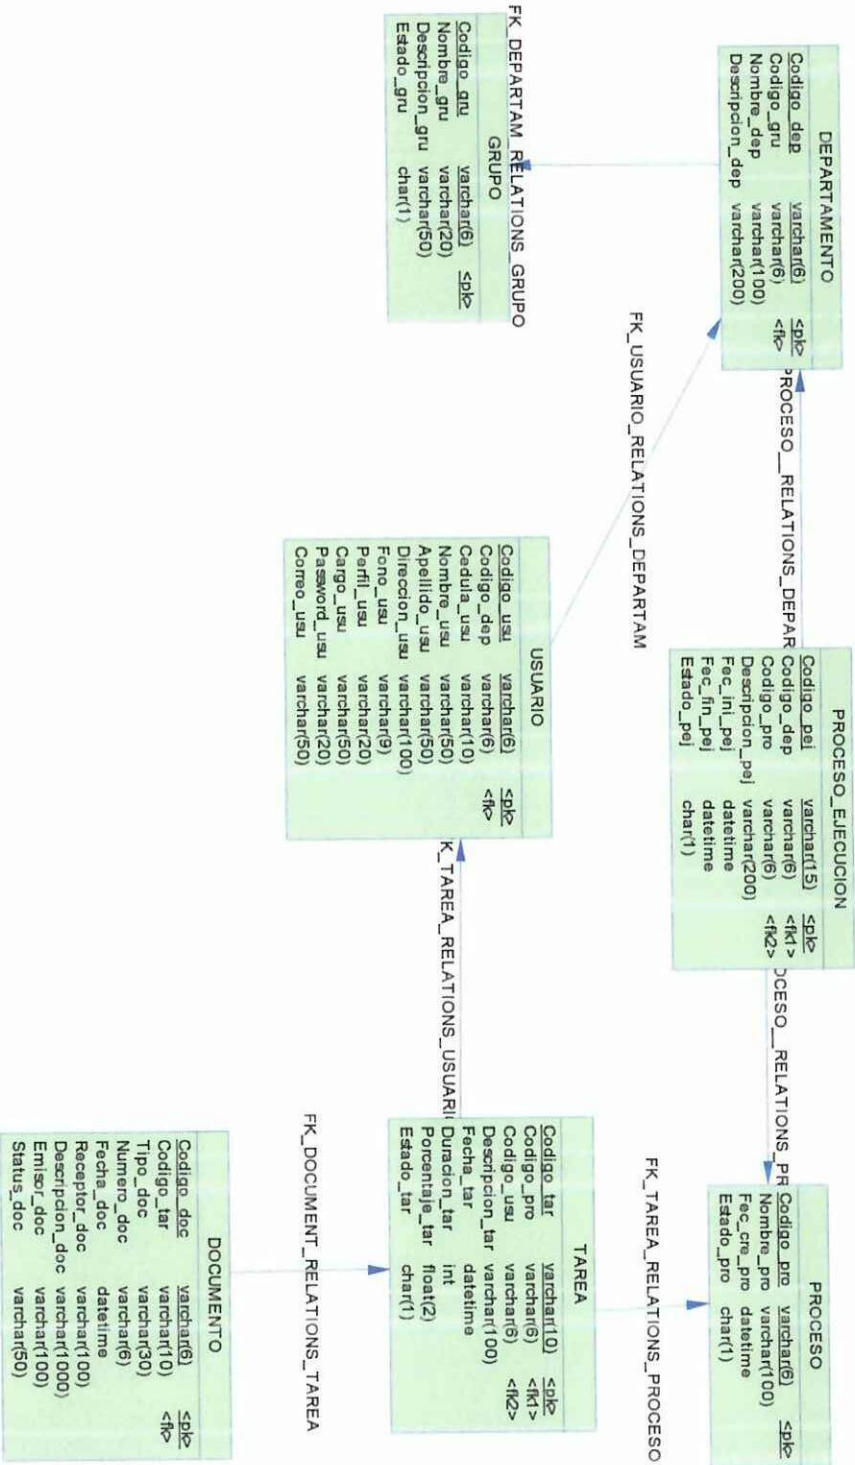 DEPARTAMENTO
Codigo_dep varchar(6) <pk>
Codigo_gru varchar(6) <fk>
Nombre_dep varchar(100)
Descripcion_dep varchar(200)
PROCESO__RELATIONS_DEPAR
PROCESO_EJECUCION
Codigo_pej varchar(15) <pk>
Codigo_dep varchar(6) <fk1>
Codigo_pro varchar(6) <fk2>
Descripcion_pej varchar(200)
Fec_ini_pej datetime
Fec_fin_pej datetime
Estado_pej char(1)
OCESO__RELATIONS_PR
PROCESO
Codigo_pro varchar(6) <pk>
Nombre_pro varchar(100)
Fec_cre_pro datetime
Estado_pro char(1)
FK_DEPARTAM_RELATIONS_GRUPO
FK_USUARIO_RELATIONS_DEPARTAM
FK_TAREA_RELATIONS_PROCESO
GRUPO
Codigo_gru varchar(6) <pk>
Nombre_gru varchar(20)
Descripcion_gru varchar(50)
Estado_gru char(1)
USUARIO
Codigo_usu varchar(6) <pk>
Codigo_dep varchar(6) <fk>
Cedula_usu varchar(10)
Nombre_usu varchar(50)
Apellido_usu varchar(50)
Direccion_usu varchar(100)
Fono_usu varchar(9)
Perfil_usu varchar(20)
Cargo_usu varchar(50)
Password_usu varchar(20)
Correo_usu varchar(50)
K_TAREA_RELATIONS_USUARI
TAREA
Codigo_tar varchar(10) <pk>
Codigo_pro varchar(6) <fk1>
Codigo_usu varchar(6) <fk2>
Descripcion_tar varchar(100)
Fecha_tar datetime
Duracion_tar int
Porcentaje_tar float(2)
Estado_tar char(1)
FK_DOCUMENT_RELATIONS_TAREA
DOCUMENTO
Codigo_doc varchar(6) <pk>
Codigo_tar varchar(10) <fk>
Tipo_doc varchar(30)
Numero_doc varchar(6)
Fecha_doc datetime
Receptor_doc varchar(100)
Descripcion_doc varchar(1000)
Emisor_doc varchar(100)
Status_doc varchar(50)